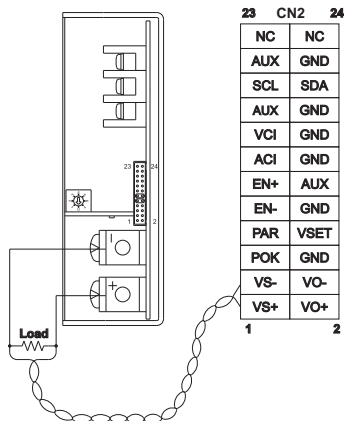 23 CN2 24
NC NC
AUX GND
SCL SDA
AUX GND
VCI GND
ACI GND
EN+ AUX
EN- GND
PAR VSET
POK GND
VS- VO-
VS+ VO+
1 2
23 24
1 2
-
+
Load